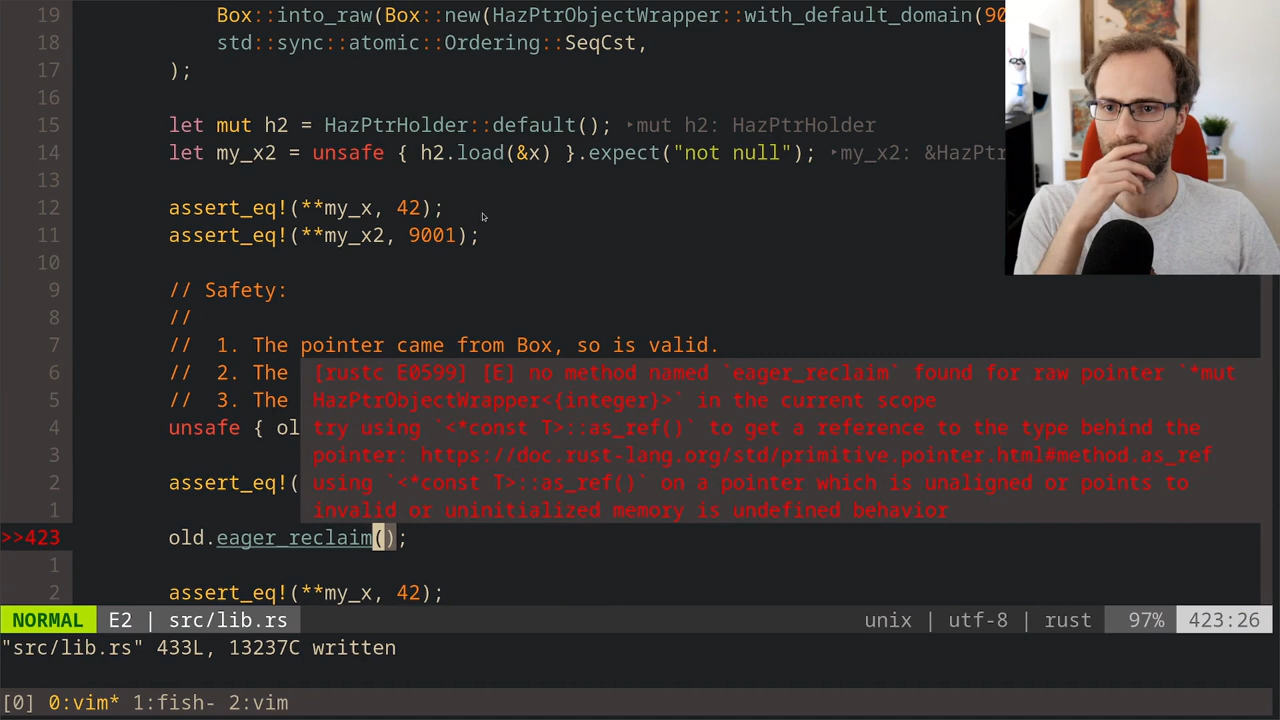 19 Box::into_raw(Box::new(HazPtrObjectWrapper::with_default_domain(90
18 std::sync::atomic::Ordering::SeqCst,
17 );
16
15 let mut h2 = HazPtrHolder::default(); ‣mut h2: HazPtrHolder
14 let my_x2 = unsafe { h2.load(&x) }.expect("not null"); ‣my_x2: &HazPtr
13
12 assert_eq!(**my_x, 42);
11 assert_eq!(**my_x2, 9001);
10
9 // Safety:
8 //
7 // 1. The pointer came from Box, so is valid.
6 // 2. The [rustc E0599] [E] no method named `eager_reclaim` found for raw pointer `*mut
5 // 3. The HazPtrObjectWrapper<{integer}>` in the current scope
4 unsafe { ol try using `<*const T>::as_ref()` to get a reference to the type behind the
3 pointer: https://doc.rust-lang.org/std/primitive.pointer.html#method.as_ref
2 assert_eq!( using `<*const T>::as_ref()` on a pointer which is unaligned or points to
1 invalid or uninitialized memory is undefined behavior
>>423 old.eager_reclaim();
1
2 assert_eq!(**my_x, 42);
NORMAL E2 | src/lib.rs unix | utf-8 | rust 97% 423:26
"src/lib.rs" 433L, 13237C written
[0] 0:vim* 1:fish- 2:vim